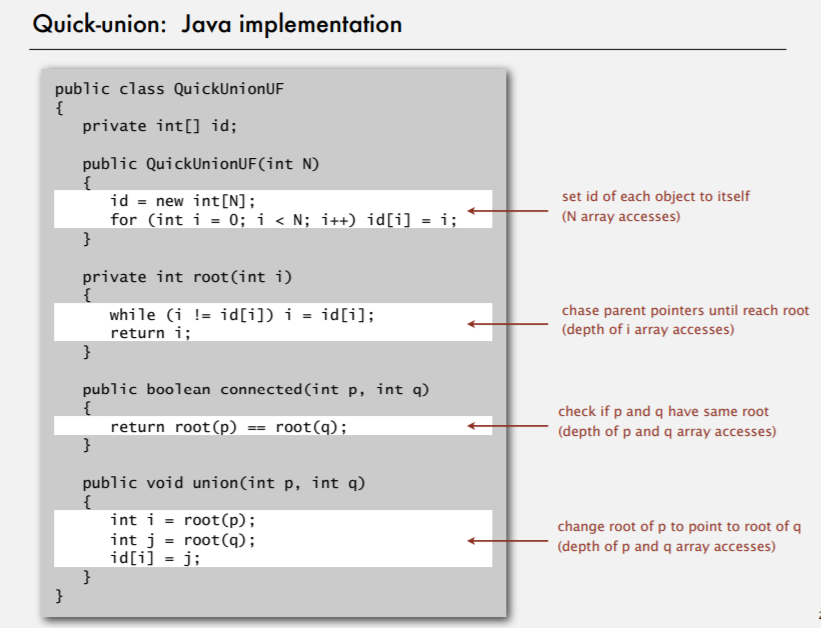 Quick-union: Java implementation
public class QuickUnionUF
{
private int[] id;
public QuickUnionUF(int N)
{
id = new int[N];
for (int i = 0; i < N; i++) id[i] = i;
}
set id of each object to itself
(N array accesses)
private int root(int i)
{
while (i != id[i]) i = id[i];
return i;
}
chase parent pointers until reach root
(depth of i array accesses)
public boolean connected(int p, int q)
{
return root(p) == root(q);
}
check if p and q have same root
(depth of p and q array accesses)
public void union(int p, int q)
{
int i = root(p);
int j = root(q);
id[i] = j;
}
}
change root of p to point to root of q
(depth of p and q array accesses)